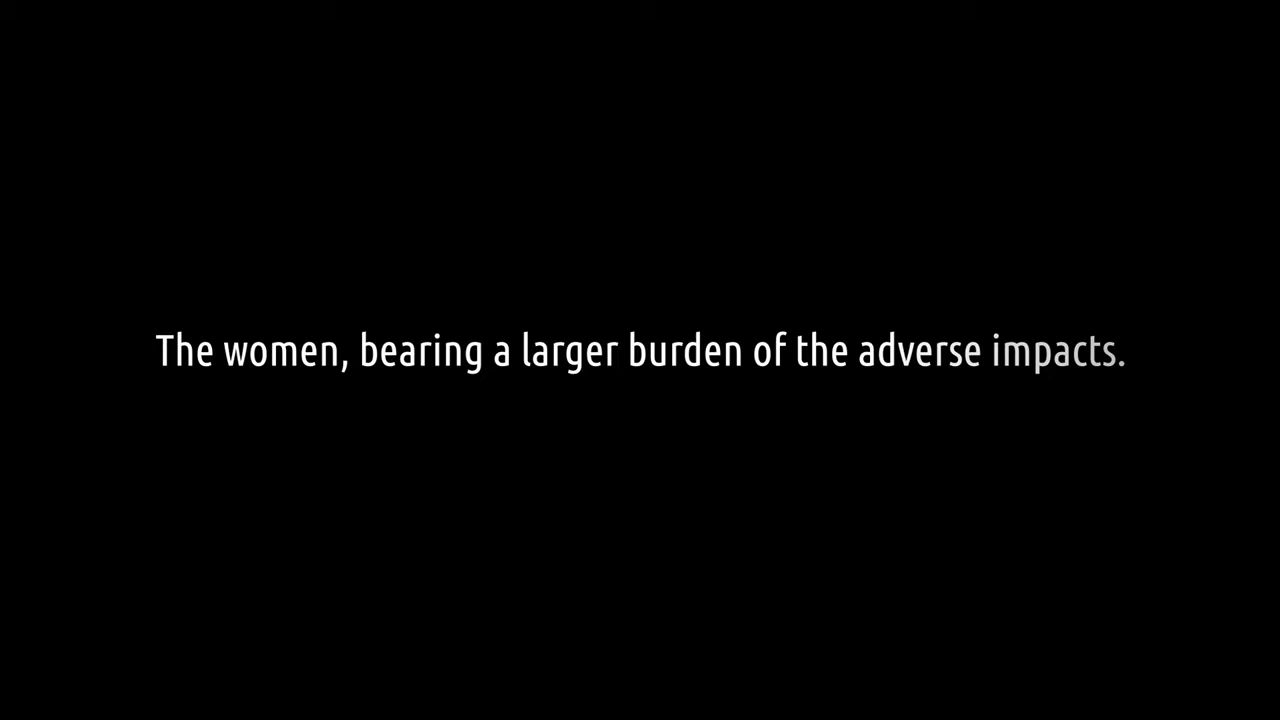 The women, bearing a larger burden of the adverse impacts.